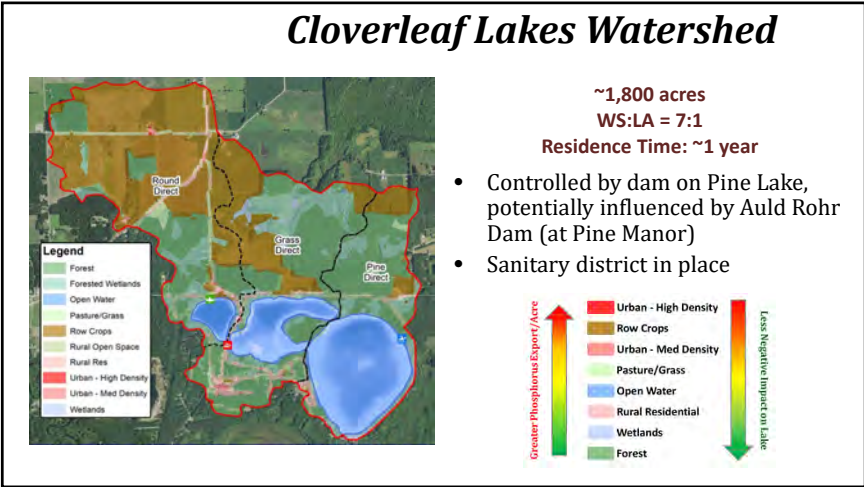 Cloverleaf Lakes Watershed
~1,800 acres
WS:LA = 7:1
Residence Time: ~1 year
• Controlled by dam on Pine Lake,
potentially influenced by Auld Rohr
Dam (at Pine Manor)
• Sanitary district in place
Round
Direct
Grass
Direct
Pine
Direct
Legend
Forest
Forested Wetlands
Open Water
Pasture/Grass
Row Crops
Rural Open Space
Rural Res
Urban - High Density
Urban - Med Density
Wetlands
Greater Phosphorus Export/Acre
Urban - High Density
Row Crops
Urban - Med Density
Pasture/Grass
Open Water
Rural Residential
Wetlands
Forest
Less Negative Impact on Lake